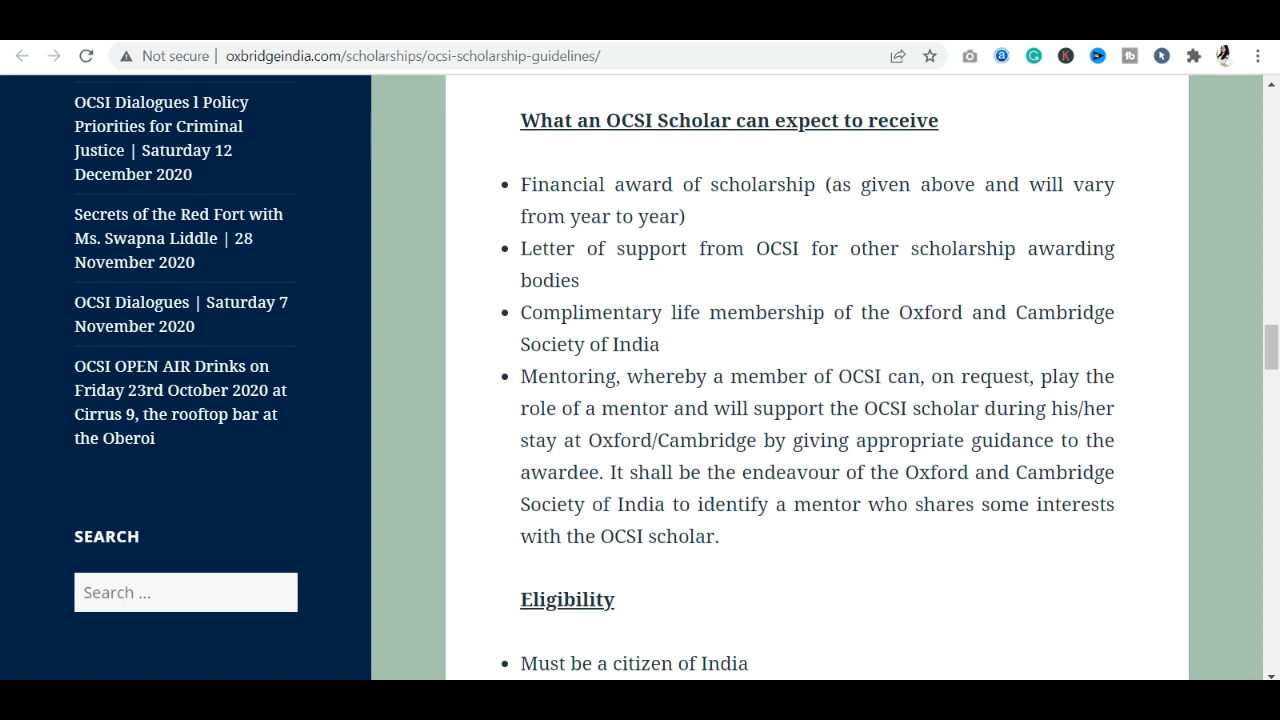 Not secure | oxbridgeindia.com/scholarships/ocsi-scholarship-guidelines/
OCSI Dialogues l Policy
Priorities for Criminal
Justice | Saturday 12
December 2020
Secrets of the Red Fort with
Ms. Swapna Liddle | 28
November 2020
OCSI Dialogues | Saturday 7
November 2020
OCSI OPEN AIR Drinks on
Friday 23rd October 2020 at
Cirrus 9, the rooftop bar at
the Oberoi
SEARCH
Search ...
What an OCSI Scholar can expect to receive
• Financial award of scholarship (as given above and will vary
from year to year)
• Letter of support from OCSI for other scholarship awarding
bodies
• Complimentary life membership of the Oxford and Cambridge
Society of India
• Mentoring, whereby a member of OCSI can, on request, play the
role of a mentor and will support the OCSI scholar during his/her
stay at Oxford/Cambridge by giving appropriate guidance to the
awardee. It shall be the endeavour of the Oxford and Cambridge
Society of India to identify a mentor who shares some interests
with the OCSI scholar.
Eligibility
• Must be a citizen of India